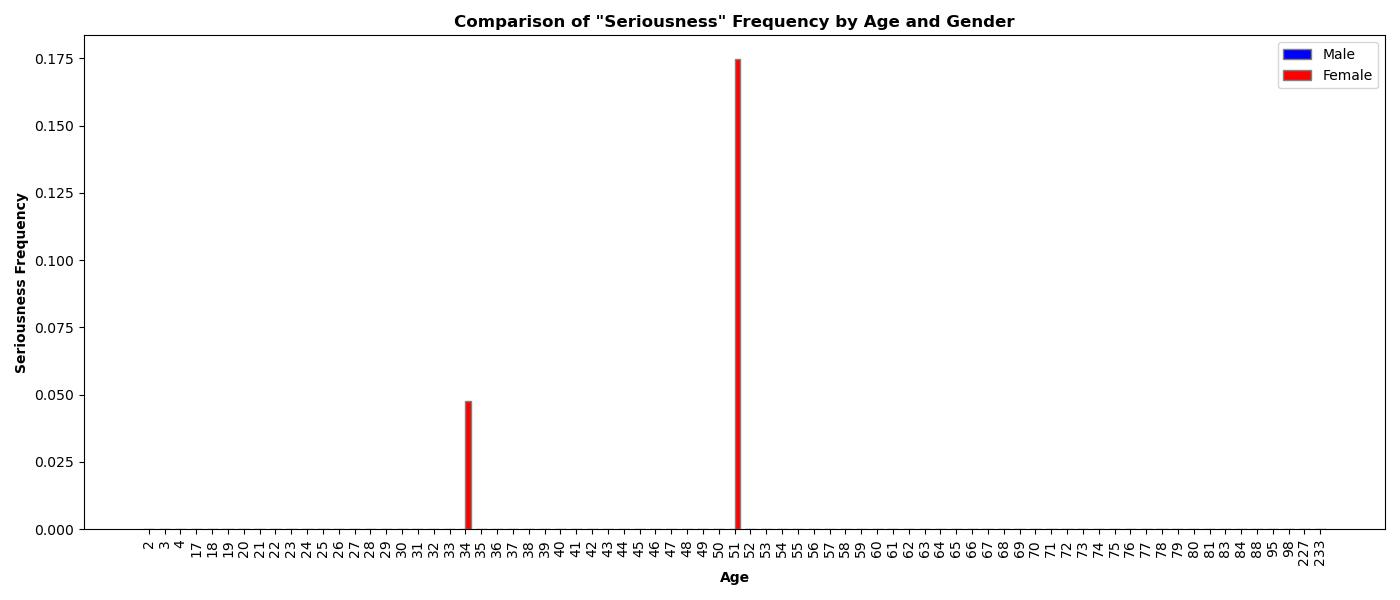 Comparison of "Seriousness" Frequency by Age and Gender
Male
Female
Seriousness Frequency
0.175
0.150
0.125
0.100
0.075
0.050
0.025
0.000
2 3 4 17 18 19 20 21 22 23 24 25 26 27 28 29 30 31 32 33 34 35 36 37 38 39 40 41 42 43 44 45 46 47 48 49 50 51 52 53 54 55 56 57 58 59 60 61 62 63 64 65 66 67 68 69 70 71 72 73 74 75 76 77 78 79 80 81 83 84 88 95 98 227 233
Age